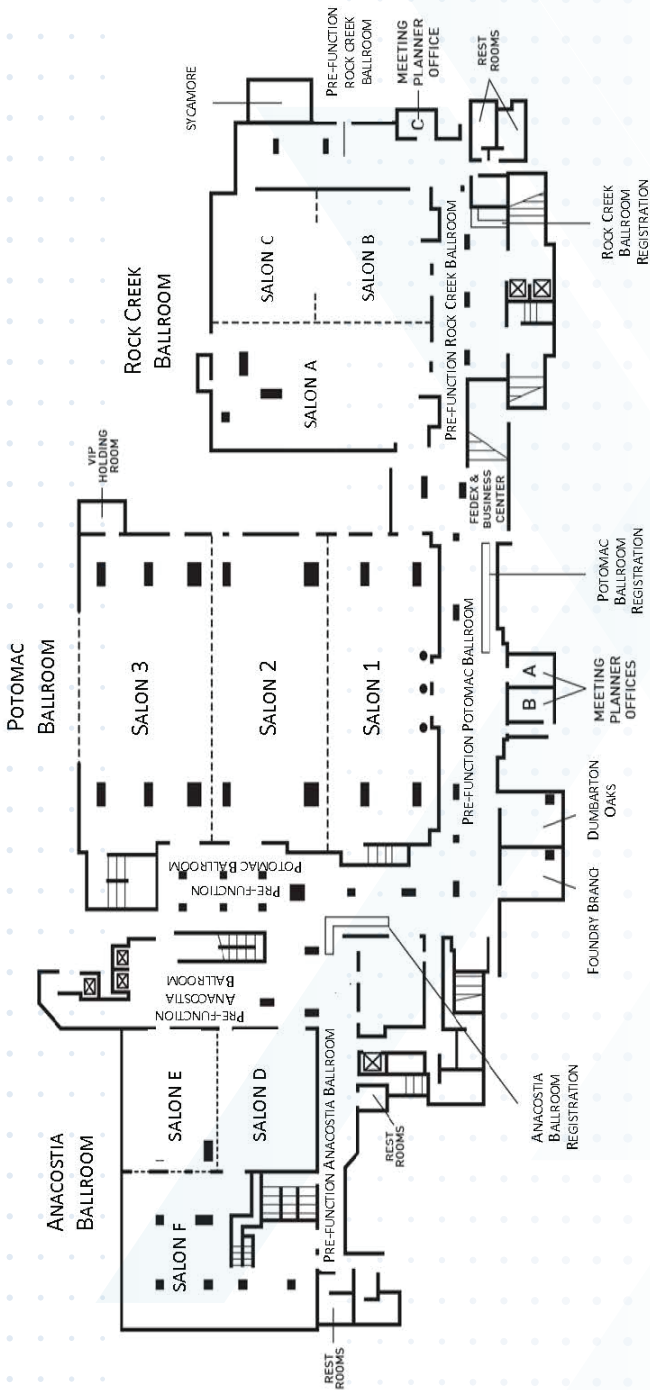 ANACOSTIA
BALLROOM
SALON F
SALON E
SALON D
PRE-FUNCTION
ANACOSTIA
BALLROOM
PRE-FUNCTION ANACOSTIA BALLROOM
REST
ROOMS
REST
ROOMS
ANACOSTIA
BALLROOM
REGISTRATION
POTOMAC
BALLROOM
VIP
HOLDING
ROOM
SALON 3
SALON 2
SALON 1
PRE-FUNCTION
POTOMAC BALLROOM
PRE-FUNCTION POTOMAC BALLROOM
FOUNDRY BRANCH
DUMBARTON
OAKS
B
A
MEETING
PLANNER
OFFICES
POTOMAC
BALLROOM
REGISTRATION
FEDEX &
BUSINESS
CENTER
ROCK CREEK
BALLROOM
SALON A
SALON C
SALON B
PRE-FUNCTION ROCK CREEK BALLROOM
SYCAMORE
PRE-FUNCTION
ROCK CREEK
BALLROOM
MEETING
PLANNER
OFFICE
C
REST
ROOMS
ROCK CREEK
BALLROOM
REGISTRATION